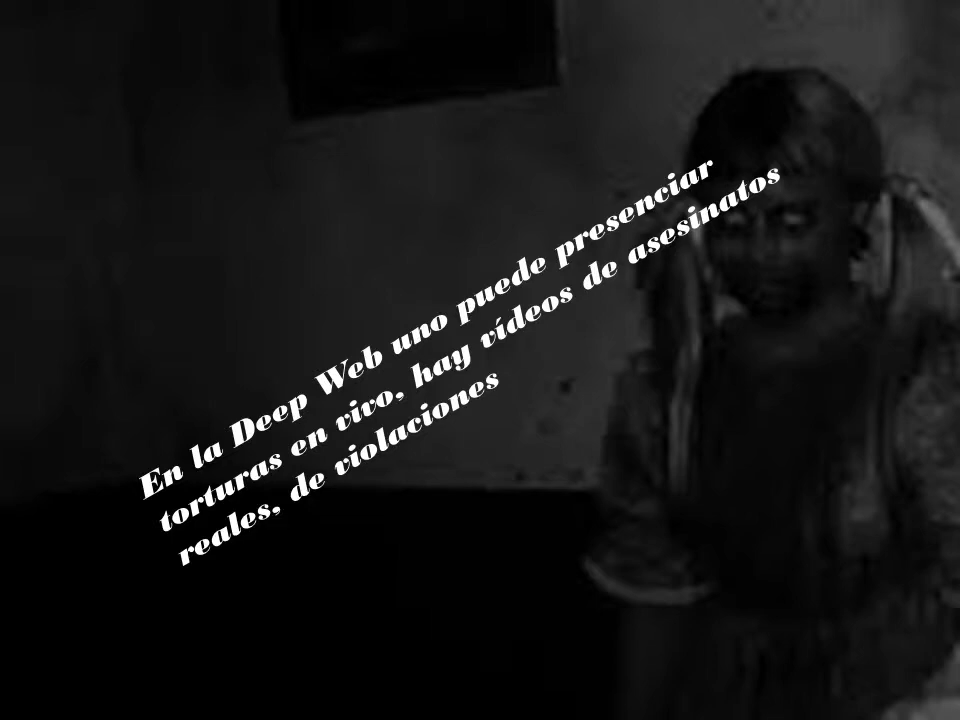 En la Deep Web uno puede presenciar
torturas en vivo, hay vídeos de asesinatos
reales, de violaciones